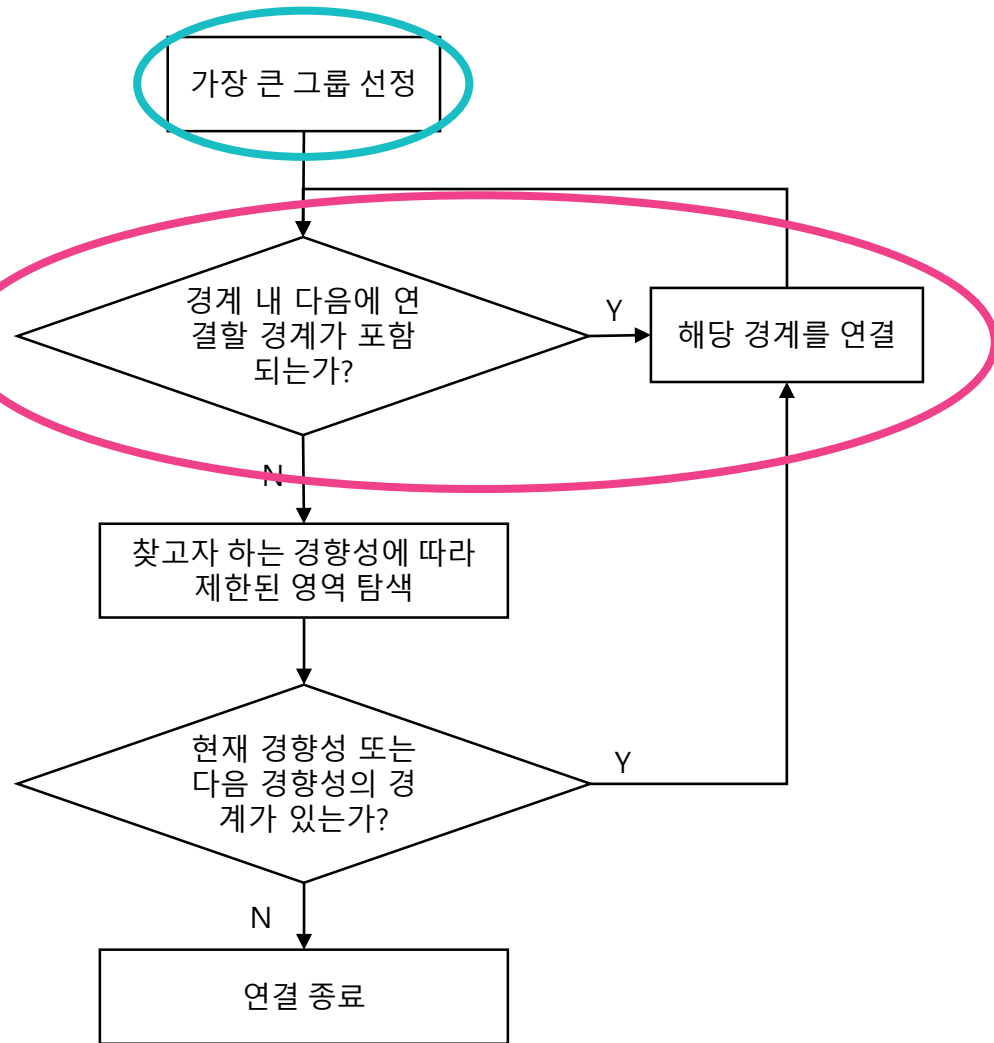 가장 큰 그룹 선정
경계 내 다음에 연
결할 경계가 포함
되는가?
Y
해당 경계를 연결
N
찾고자 하는 경향성에 따라
제한된 영역 탐색
현재 경향성 또는
다음 경향성의 경
계가 있는가?
Y
N
연결 종료